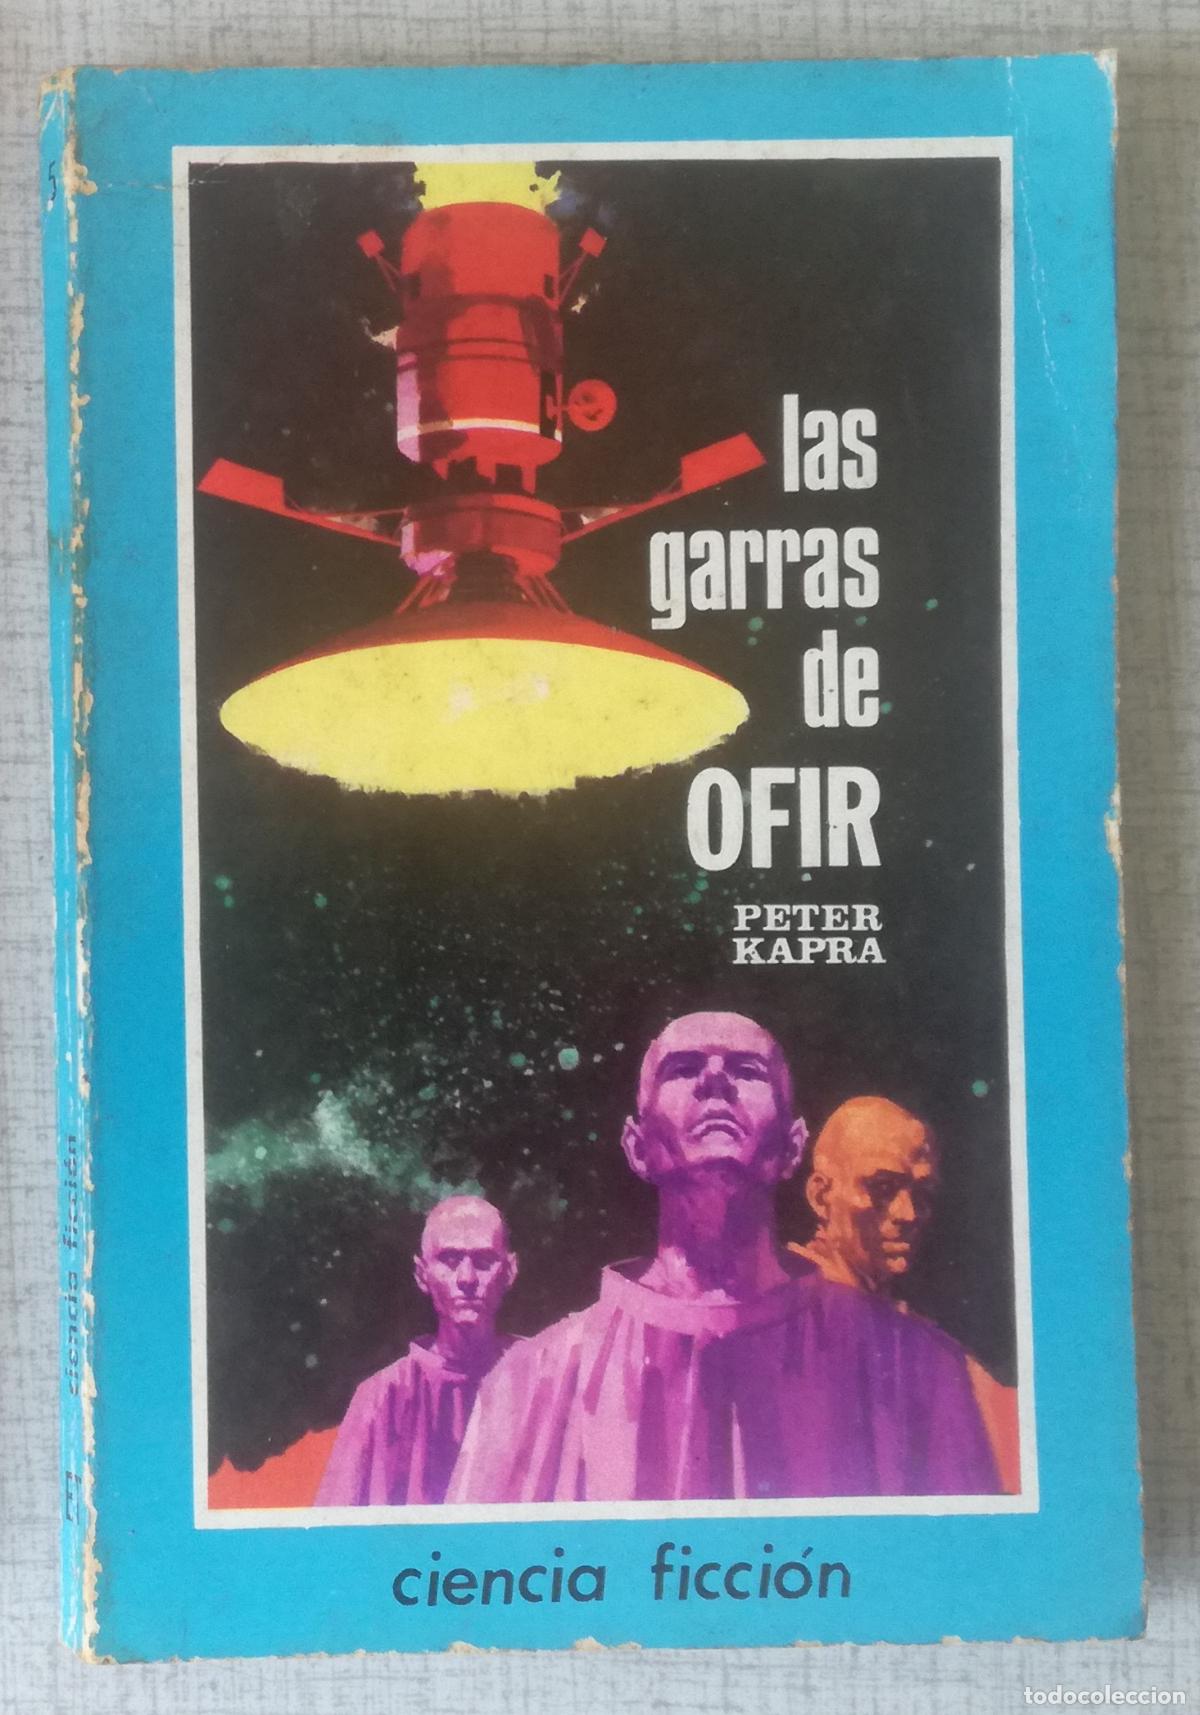 las
garras
de
OFIR
PETER
KAPRA
ciencia ficción
5
ciencia ficción
todocoleccion